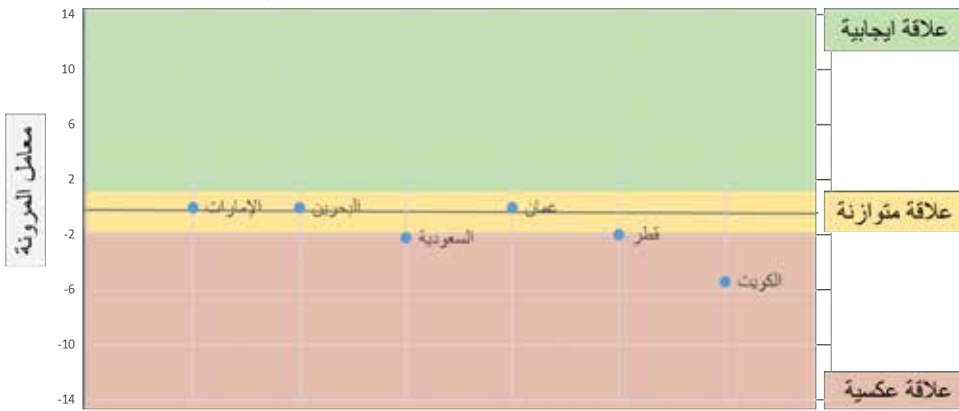 14
علاقة ايجابية
10
6
معامل المرونة
2
الإمارات
البحرين
عمان
علاقة متوازنة
-2
السعودية
قطر
-6
الكويت
-10
-14
علاقة عكسية